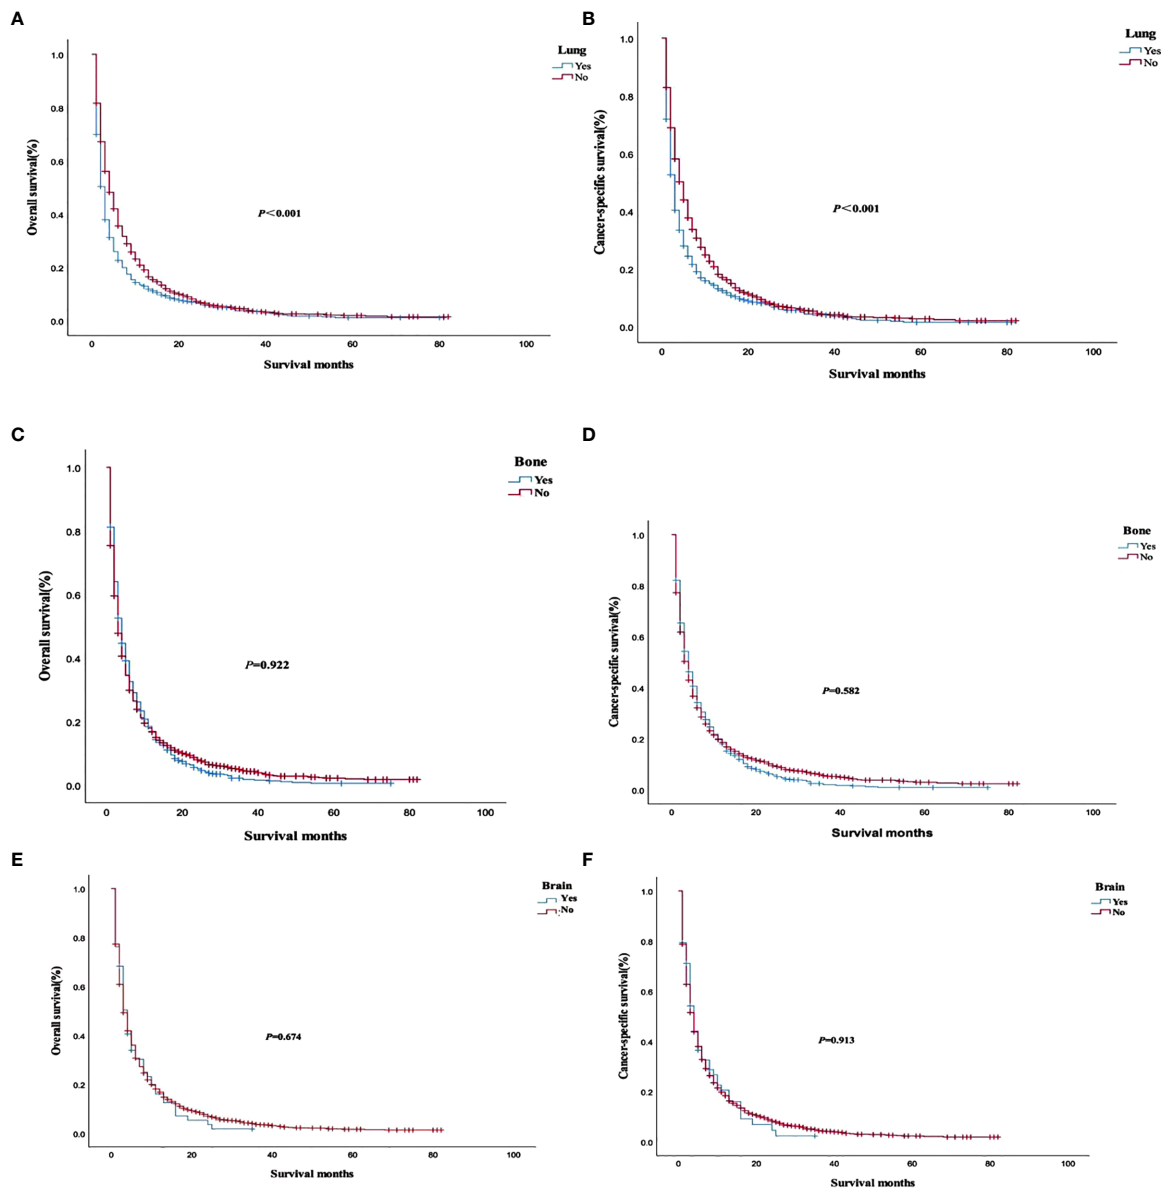 A
Lung
Yes
No
1.0
0.8
0.6
0.4
0.2
0.0
Overall survival(%)
P<0.001
0 20 40 60 80 100
Survival months
B
Lung
Yes
No
1.0
0.8
0.6
0.4
0.2
0.0
Cancer-specific survival(%)
P<0.001
0 20 40 60 80 100
Survival months
C
Bone
Yes
No
1.0
0.8
0.6
0.4
0.2
0.0
Overall survival(%)
P=0.922
0 20 40 60 80 100
Survival months
D
Bone
Yes
No
1.0
0.8
0.6
0.4
0.2
0.0
Cancer-specific survival(%)
P=0.582
0 20 40 60 80 100
Survival months
E
Brain
Yes
No
1.0
0.8
0.6
0.4
0.2
0.0
Overall survival(%)
P=0.674
0 20 40 60 80 100
Survival months
F
Brain
Yes
No
1.0
0.8
0.6
0.4
0.2
0.0
Cancer-specific survival(%)
P=0.913
0 20 40 60 80 100
Survival months